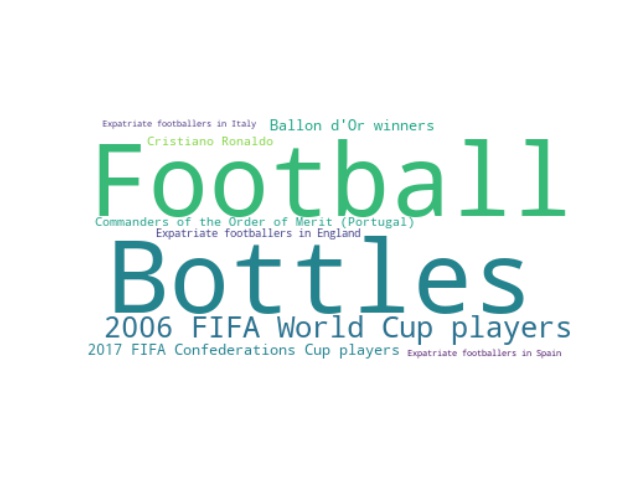 Expatriate footballers in Italy
Ballon d'Or winners
Cristiano Ronaldo
Football
Commanders of the Order of Merit (Portugal)
Expatriate footballers in England
Bottles
2006 FIFA World Cup players
2017 FIFA Confederations Cup players
Expatriate footballers in Spain